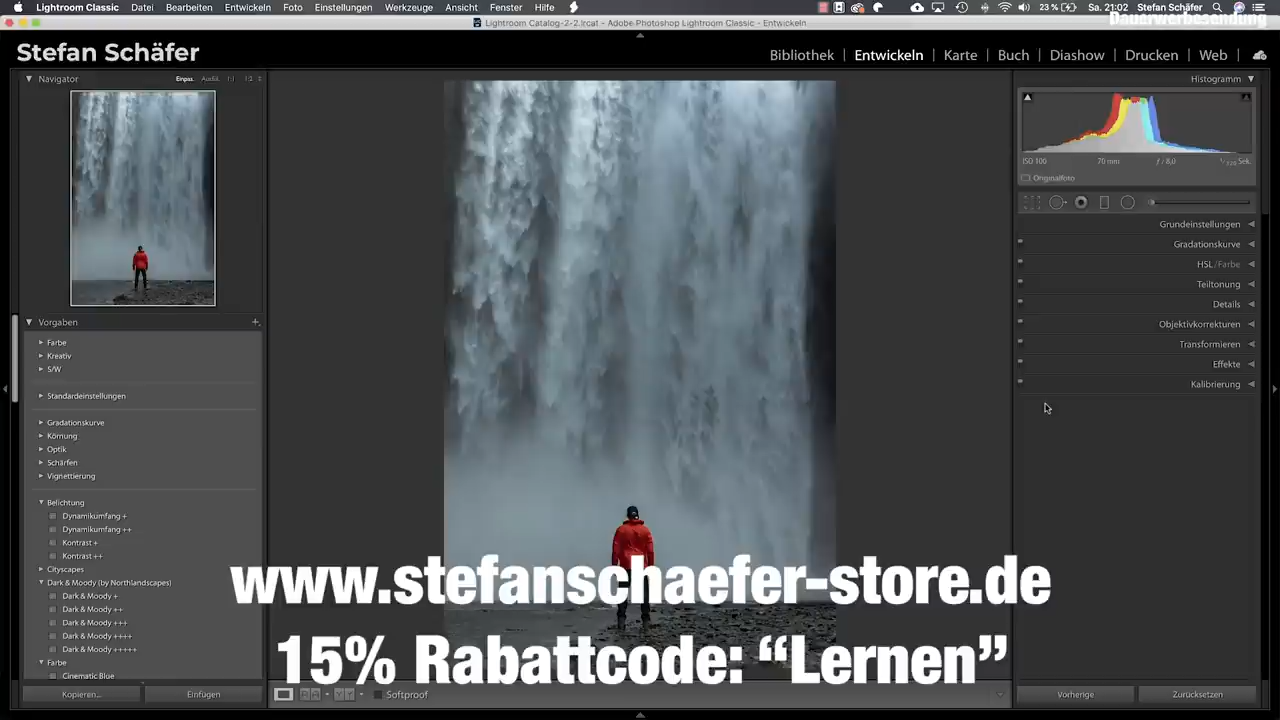 Lightroom Classic Datei Bearbeiten Entwickeln Foto Einstellungen Werkzeuge Ansicht Fenster Hilfe 23 % Sa. 21:02 Stefan Schäfer
Dauerwerbesendung
Lightroom Catalog-2-2.lrcat - Adobe Photoshop Lightroom Classic - Entwickeln
Stefan Schäfer
Bibliothek | Entwickeln | Karte | Buch | Diashow | Drucken | Web
Navigator Einpas. Ausfül. 1:1
Histogramm
ISO 100 70 mm ƒ / 8,0 Sek.
Originalfoto
Grundeinstellungen
Gradationskurve
HSL / Farbe
Teiltonung
Details
Objektivkorrekturen
Transformieren
Effekte
Kalibrierung
Vorgaben +
Farbe
Kreativ
S/W
Standardeinstellungen
Gradationskurve
Körnung
Optik
Schärfen
Vignettierung
Belichtung
Dynamikumfang +
Dynamikumfang ++
Kontrast +
Kontrast ++
Cityscapes
Dark & Moody (by Northlandscapes)
Dark & Moody +
Dark & Moody ++
Dark & Moody +++
Dark & Moody ++++
Dark & Moody +++++
Farbe
Cinematic Blue
www.stefanschaefer-store.de
15% Rabattcode: “Lernen”
Kopieren... Einfügen
Softproof
Vorherige Zurücksetzen